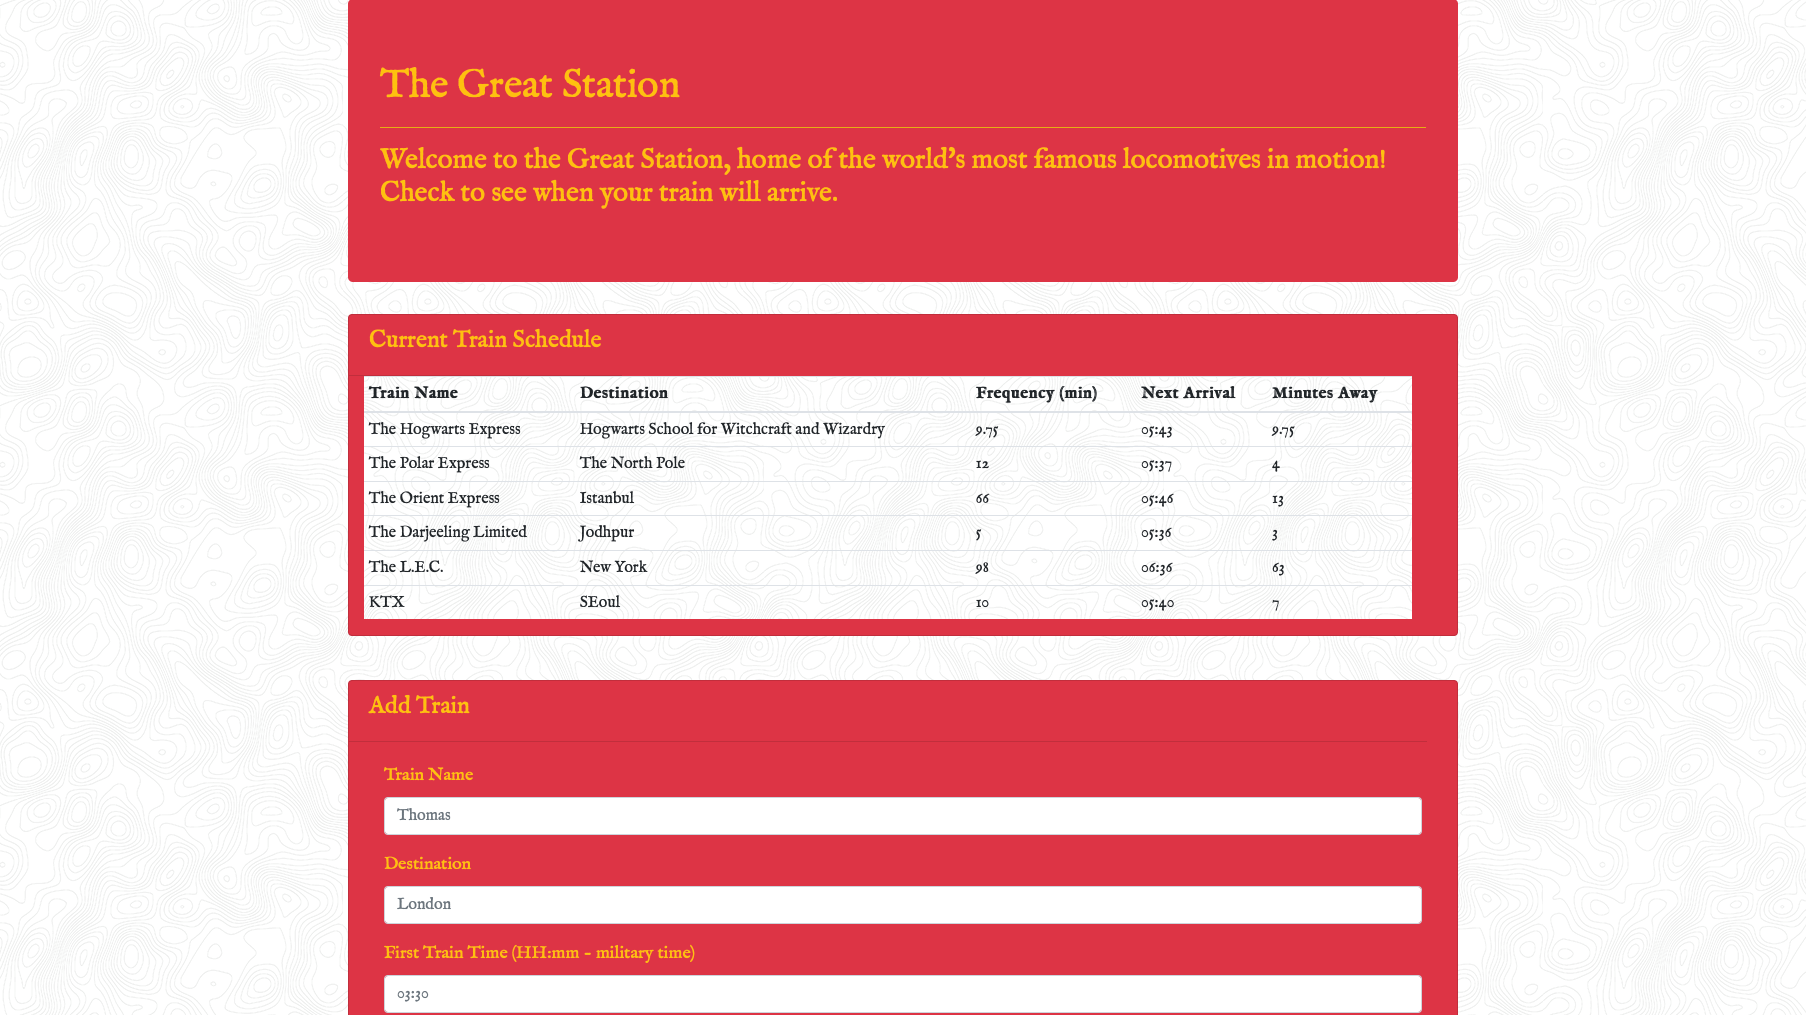 The Great Station
Welcome to the Great Station, home of the world's most famous locomotives in motion!
Check to see when your train will arrive.
Current Train Schedule
Train Name Destination Frequency (min) Next Arrival Minutes Away
The Hogwarts Express Hogwarts School for Witchcraft and Wizardry 9.75 05:43 9.75
The Polar Express The North Pole 12 05:37 4
The Orient Express Istanbul 66 05:46 13
The Darjeeling Limited Jodhpur 5 05:36 3
The L.E.C. New York 98 06:36 63
KTX SEoul 10 05:40 7
Add Train
Train Name
Thomas
Destination
London
First Train Time (HH:mm - military time)
03:30